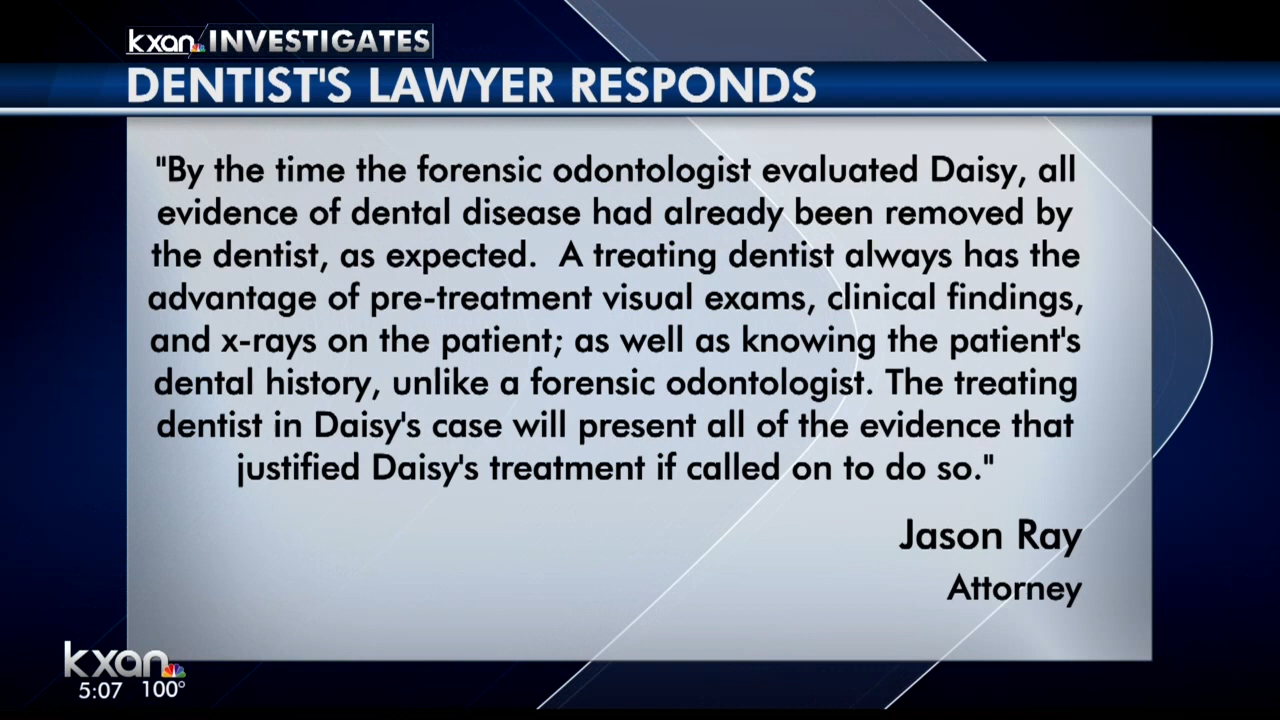 kxan INVESTIGATES
DENTIST'S LAWYER RESPONDS
"By the time the forensic odontologist evaluated Daisy, all
evidence of dental disease had already been removed by
the dentist, as expected.  A treating dentist always has the
advantage of pre-treatment visual exams, clinical findings,
and x-rays on the patient; as well as knowing the patient's
dental history, unlike a forensic odontologist. The treating
dentist in Daisy's case will present all of the evidence that
justified Daisy's treatment if called on to do so."
Jason Ray
Attorney
kxan
5:07 100°